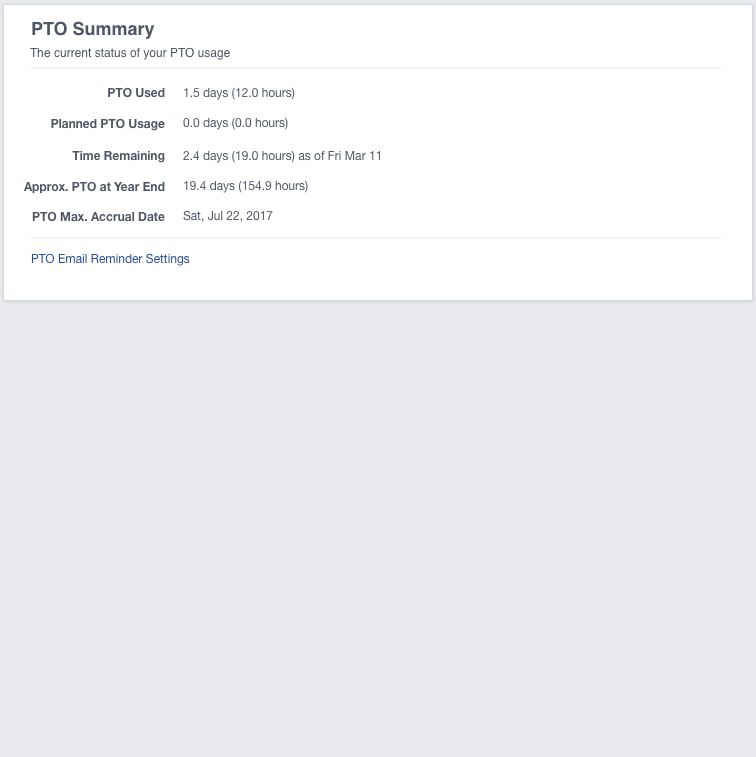 PTO Summary
The current status of your PTO usage
PTO Used 1.5 days (12.0 hours)
Planned PTO Usage 0.0 days (0.0 hours)
Time Remaining 2.4 days (19.0 hours) as of Fri Mar 11
Approx. PTO at Year End 19.4 days (154.9 hours)
PTO Max. Accrual Date Sat, Jul 22, 2017
PTO Email Reminder Settings